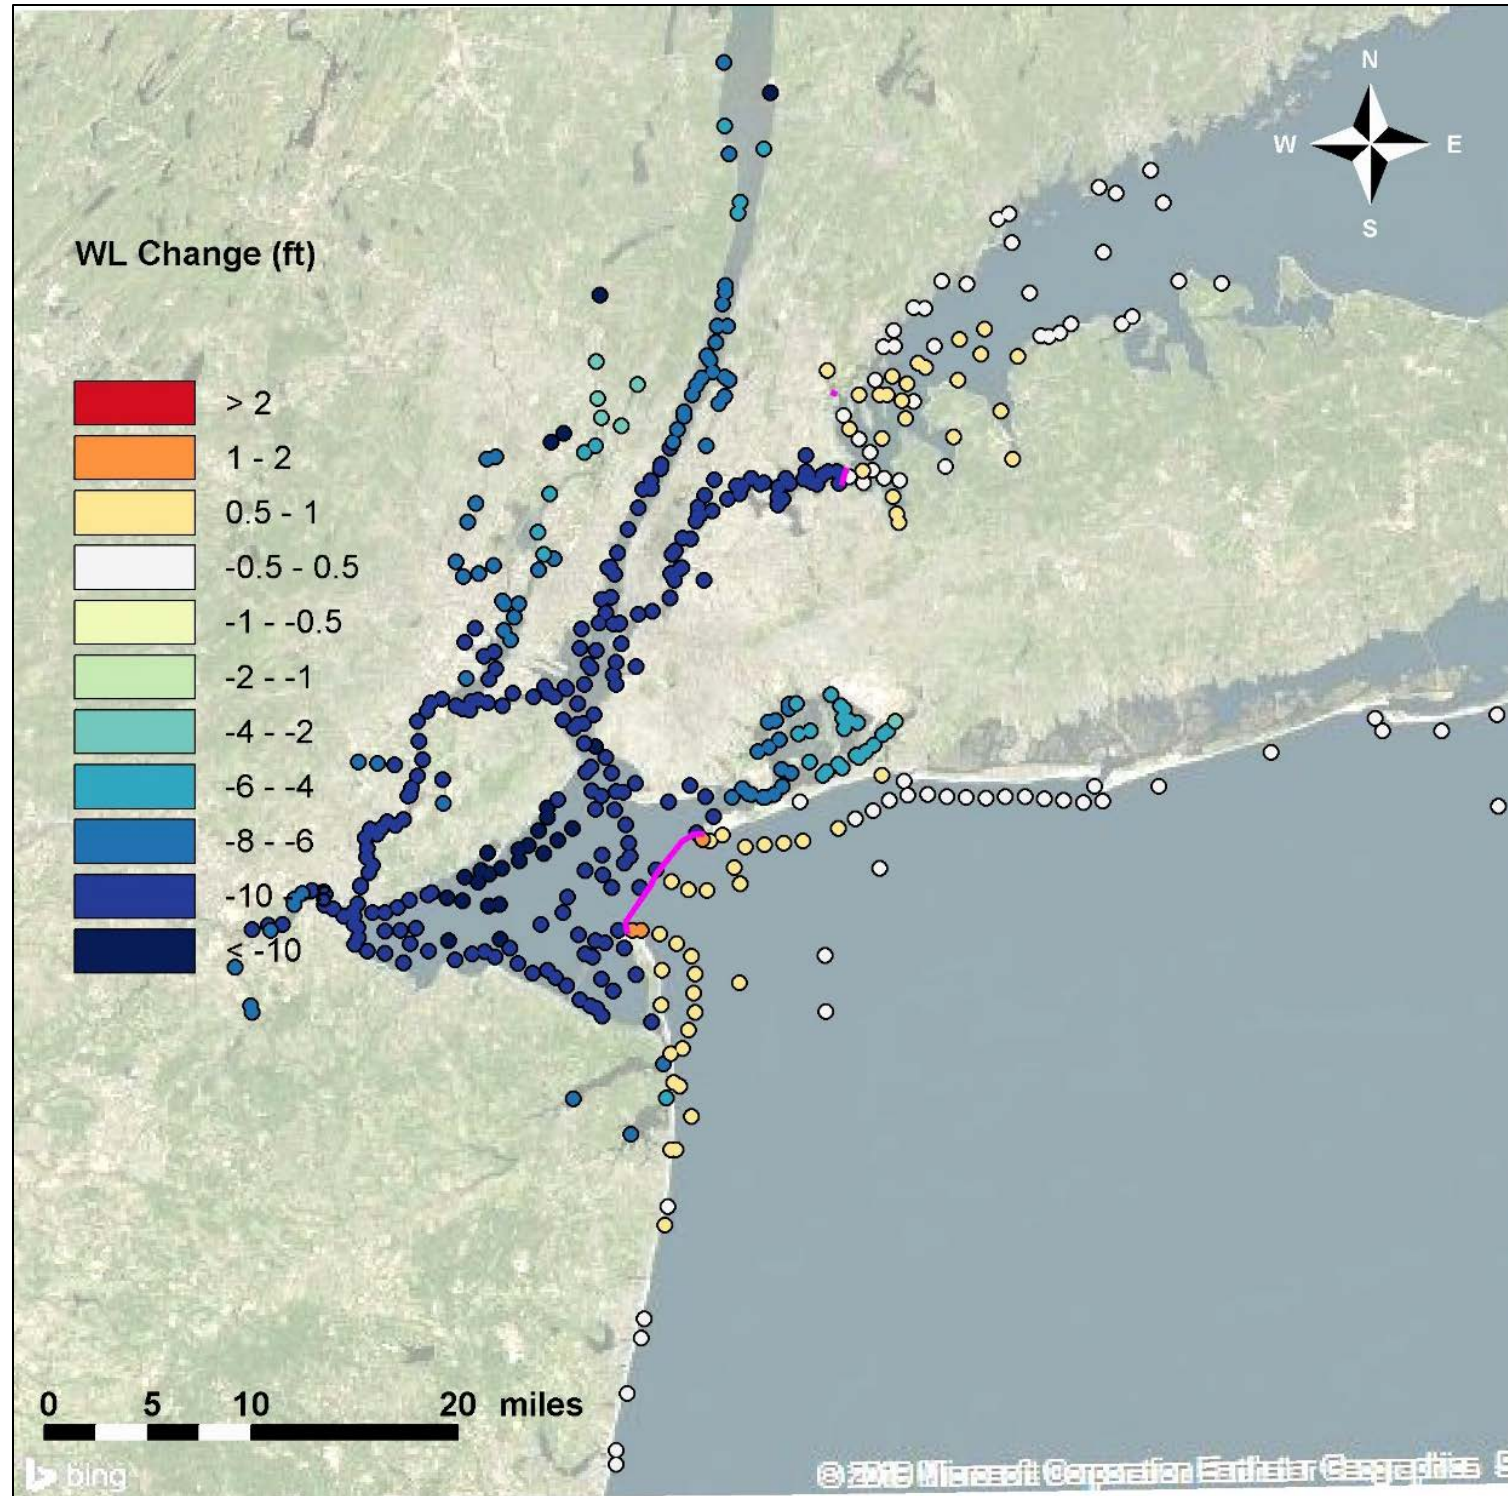 N
W E
S
WL Change (ft)
> 2
1 - 2
0.5 - 1
-0.5 - 0.5
-1 - -0.5
-2 - -1
-4 - -2
-6 - -4
-8 - -6
-10 -
< -10
0 5 10 20 miles
bing
Microsoft Corporation Earthstar Geographics